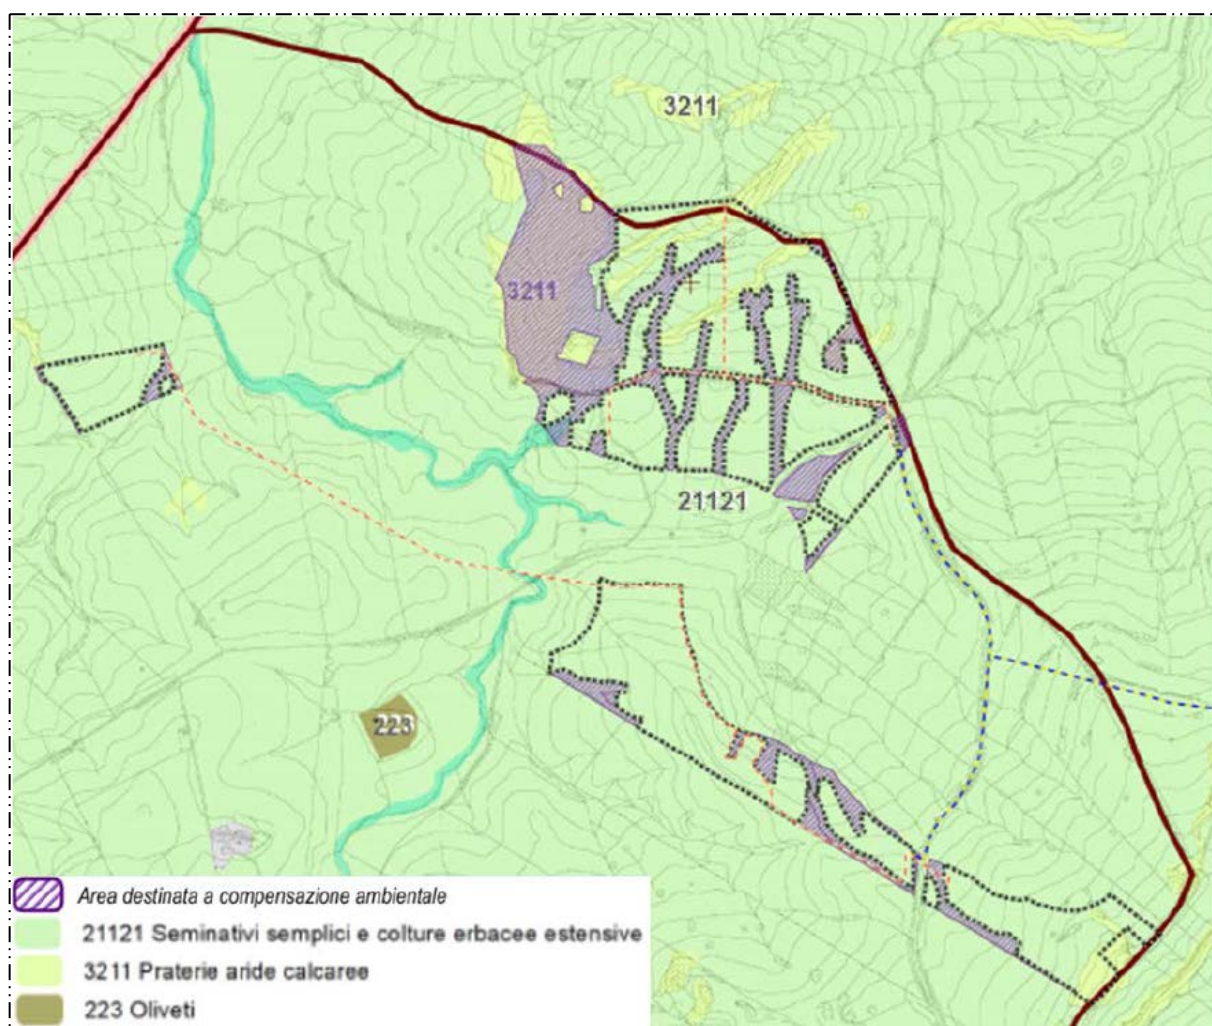 3211
3211
21121
223
Area destinata a compensazione ambientale
21121 Seminativi semplici e colture erbacee estensive
3211 Praterie aride calcaree
223 Oliveti